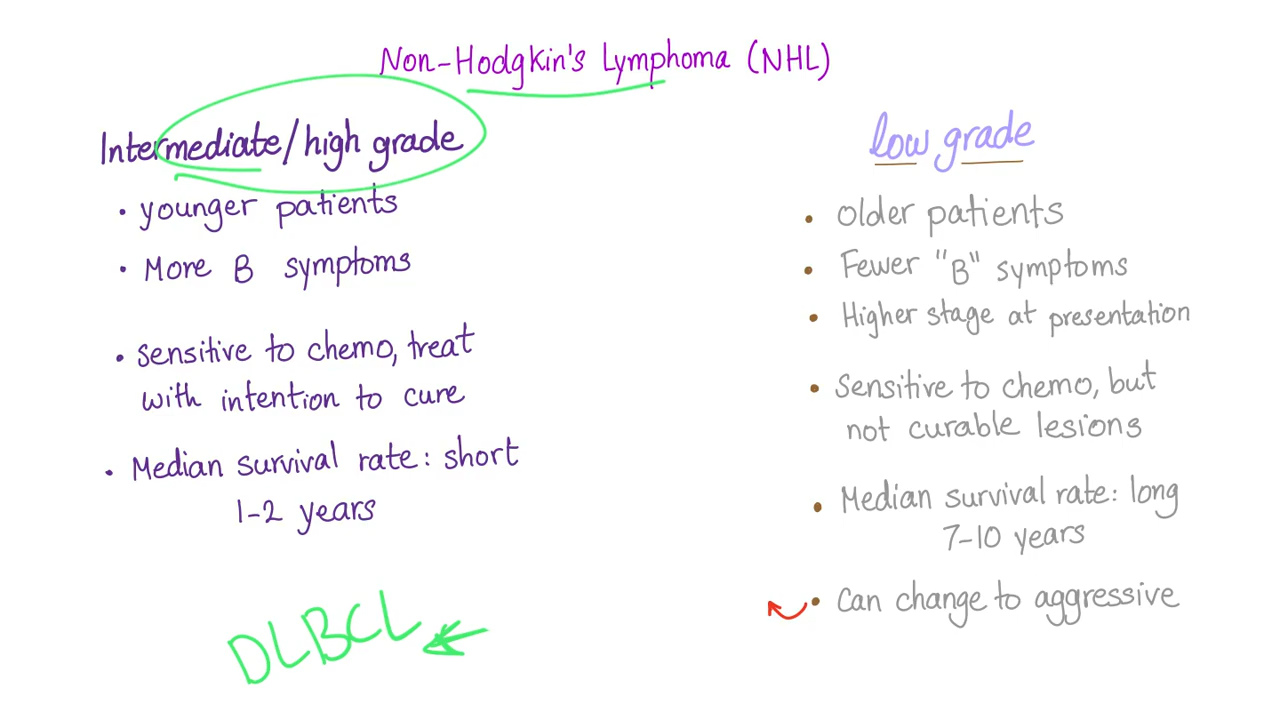 Non-Hodgkin's Lymphoma (NHL)
Intermediate/high grade
• younger patients
• More B symptoms
• Sensitive to chemo, treat
with intention to cure
• Median survival rate: short
1-2 years
DLBCL
low grade
• older patients
• Fewer "B" symptoms
• Higher stage at presentation
• Sensitive to chemo, but
not curable lesions
• Median survival rate: long
7-10 years
• Can change to aggressive